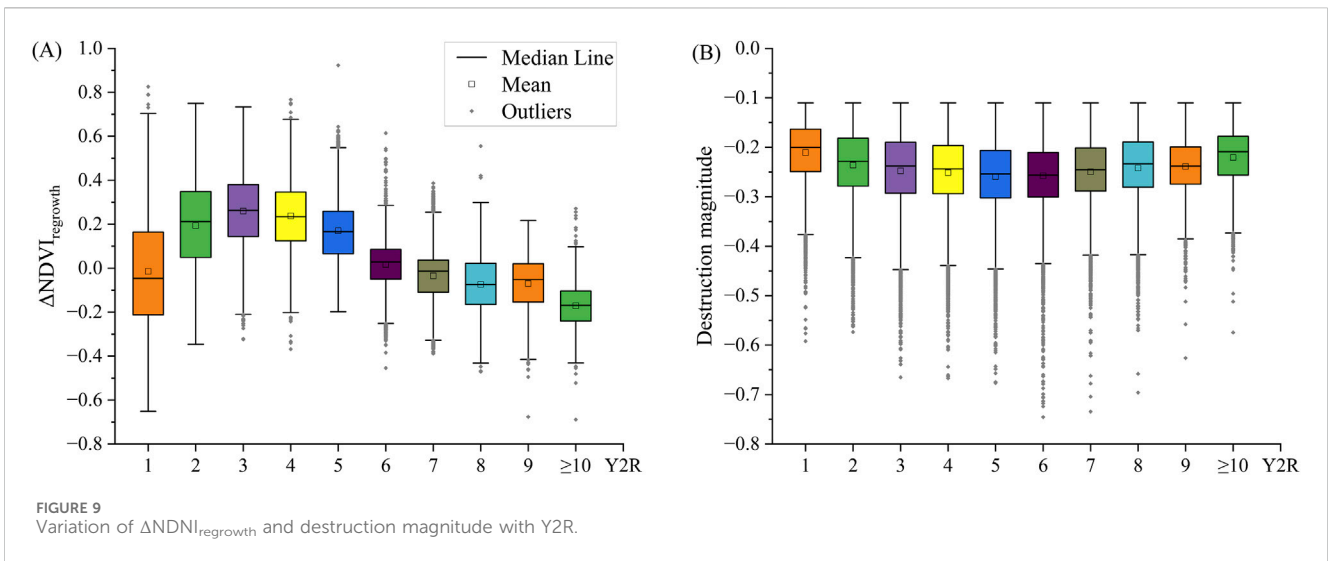 (A)
1.0
0.8
0.6
0.4
0.2
0.0
−0.2
−0.4
−0.6
−0.8
ΔNDVIregrowth
Median Line
Mean
Outliers
1 2 3 4 5 6 7 8 9 ≥10 Y2R
(B)
0.0
−0.1
−0.2
−0.3
−0.4
−0.5
−0.6
−0.7
−0.8
Destruction magnitude
1 2 3 4 5 6 7 8 9 ≥10 Y2R
FIGURE 9
Variation of ΔNDNIregrowth and destruction magnitude with Y2R.